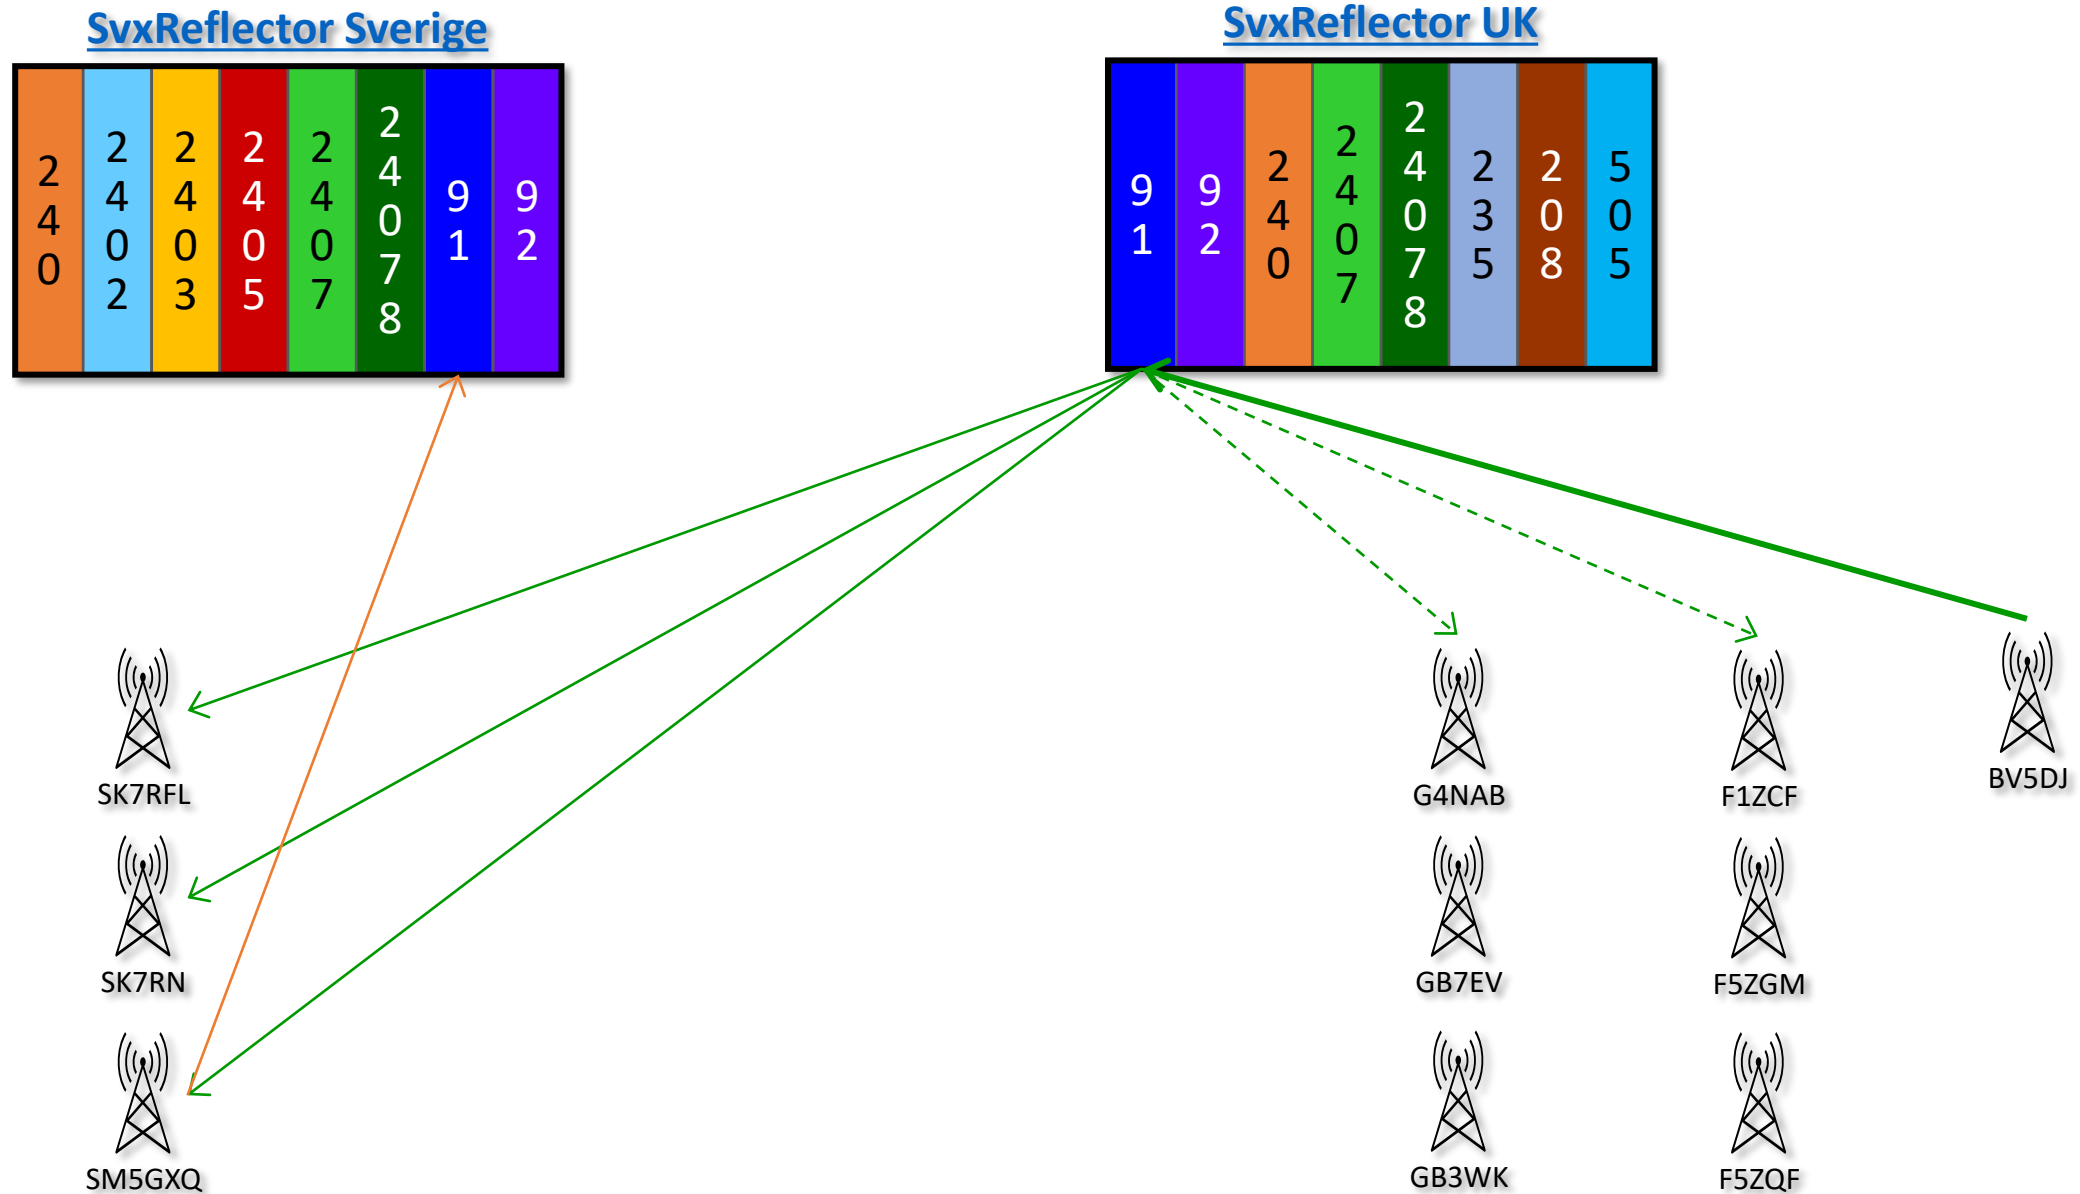 SvxReflector Sverige
240
2402
2403
2405
2407
24078
91
92
SvxReflector UK
91
92
240
2407
24078
235
208
505
SK7RFL
SK7RN
SM5GXQ
G4NAB
GB7EV
GB3WK
F1ZCF
F5ZGM
F5ZQF
BV5DJ